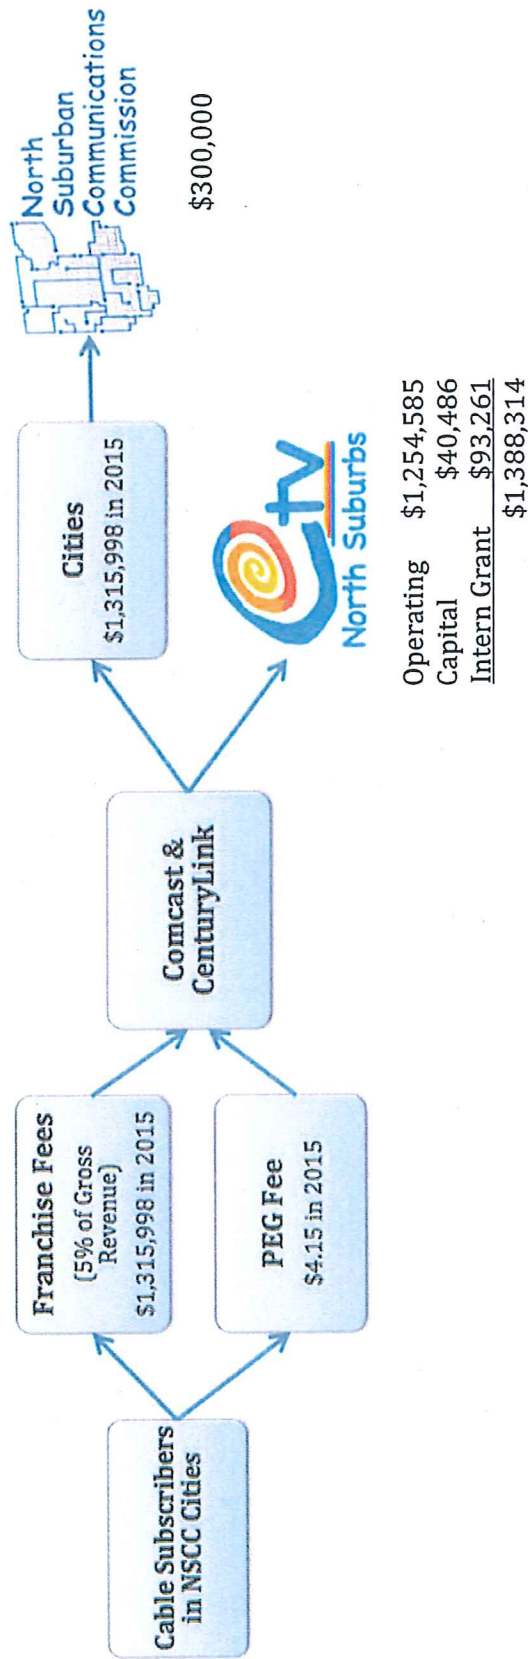 Cable Subscribers
in NSCC Cities
Franchise Fees
(5% of Gross
Revenue)
$1,315,998 in 2015
PEG Fee
$4.15 in 2015
Comcast &
CenturyLink
Cities
$1,315,998 in 2015
North
Suburban
Communications
Commission
$300,000
Ctv
North Suburbs
Operating $1,254,585
Capital $40,486
Intern Grant $93,261
$1,388,314